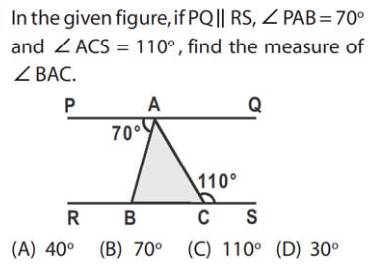 In the given figure, if PQ || RS, ∠ PAB = 70°
and ∠ ACS = 110°, find the measure of
∠ BAC.
P A Q
70°
110°
R B C S
(A) 40° (B) 70° (C) 110° (D) 30°